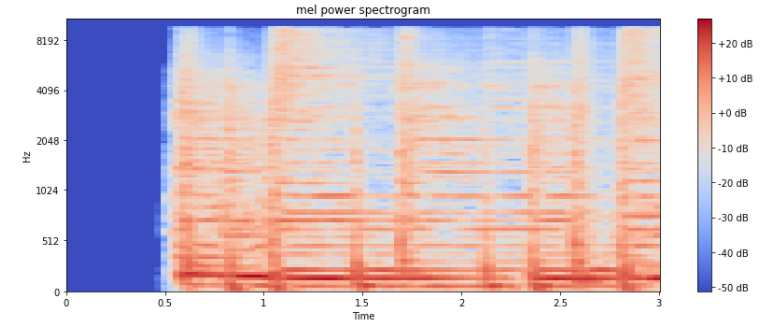 mel power spectrogram
8192
4096
2048
1024
512
0
Hz
0
0.5
1
1.5
2
2.5
3
Time
+20 dB
+10 dB
+0 dB
-10 dB
-20 dB
-30 dB
-40 dB
-50 dB